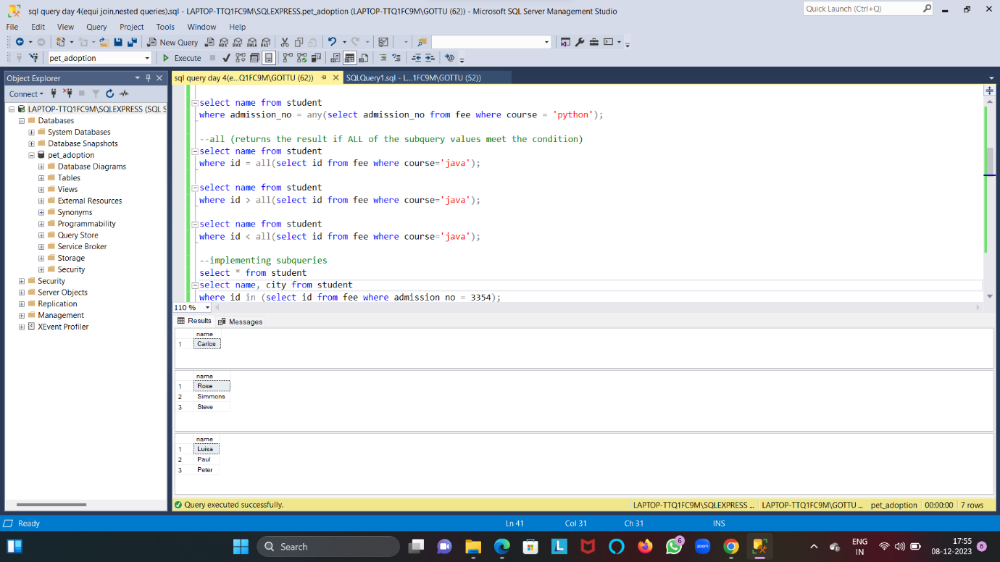 sql query day 4(equi join,nested queries).sql - LAPTOP-TTQ1FC9M\SQLEXPRESS.pet_adoption (LAPTOP-TTQ1FC9M\GOTTU (62)) - Microsoft SQL Server Management Studio
Quick Launch (Ctrl+Q)
File Edit View Query Project Tools Window Help
New Query
pet_adoption
Execute
Object Explorer
Connect
LAPTOP-TTQ1FC9M\SQLEXPRESS (SQL S
Databases
System Databases
Database Snapshots
pet_adoption
Database Diagrams
Tables
Views
External Resources
Synonyms
Programmability
Query Store
Service Broker
Storage
Security
Security
Server Objects
Replication
Management
XEvent Profiler
sql query day 4(e...Q1FC9M\GOTTU (62))
SQLQuery1.sql - L...1FC9M\GOTTU (52))
select name from student
where admission_no = any(select admission_no from fee where course = 'python');
--all (returns the result if ALL of the subquery values meet the condition)
select name from student
where id = all(select id from fee where course='java');
select name from student
where id > all(select id from fee where course='java');
select name from student
where id < all(select id from fee where course='java');
--implementing subqueries
select * from student
select name, city from student
where id in (select id from fee where admission no = 3354);
110 %
Results Messages
name
1 Carlos
name
1 Rose
2 Simmons
3 Steve
name
1 Luisa
2 Paul
3 Peter
Query executed successfully.
LAPTOP-TTQ1FC9M\SQLEXPRESS ... LAPTOP-TTQ1FC9M\GOTTU ... pet_adoption 00:00:00 7 rows
Ready
Ln 41 Col 31 Ch 31 INS
Search
6
zoom
ENG
IN
17:55
08-12-2023
6